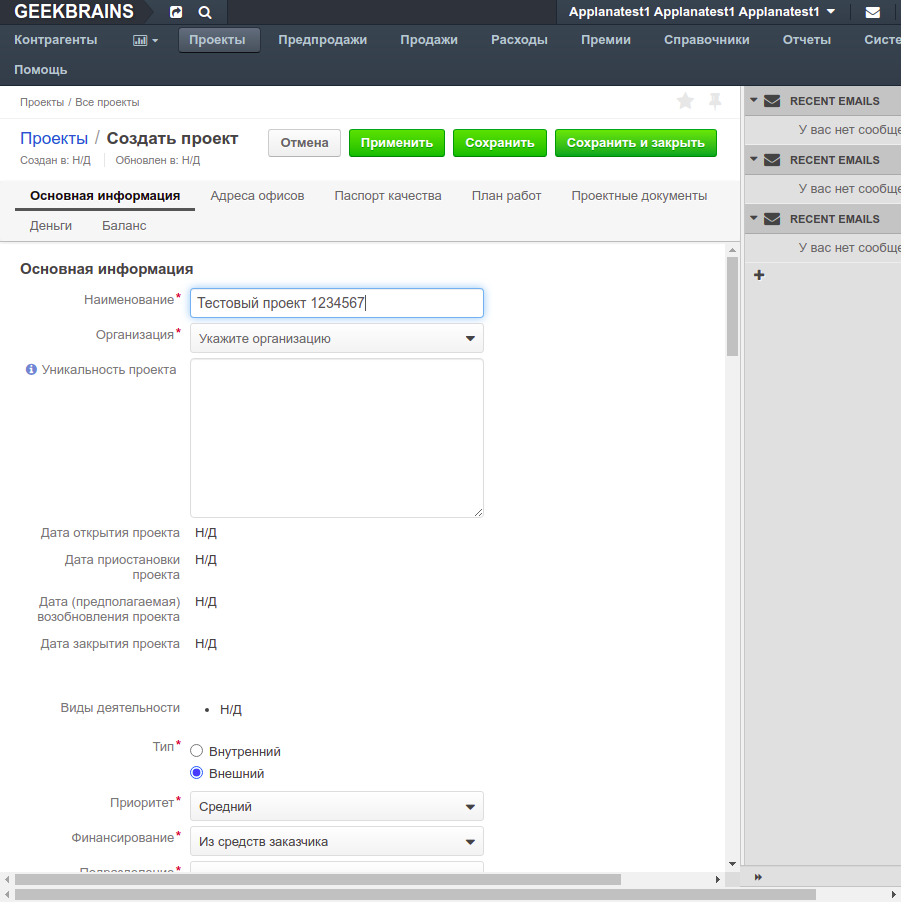 GEEKBRAINS
Applanatest1 Applanatest1 Applanatest1
Контрагенты Проекты Предпродажи Продажи Расходы Премии Справочники Отчеты Систе
Помощь
Проекты / Все проекты
Проекты / Создать проект
Отмена Применить Сохранить Сохранить и закрыть
Создан в: Н/Д Обновлен в: Н/Д
Основная информация Адреса офисов Паспорт качества План работ Проектные документы
Деньги Баланс
Основная информация
Наименование* Тестовый проект 1234567
Организация* Укажите организацию
Уникальность проекта
Дата открытия проекта Н/Д
Дата приостановки
проекта Н/Д
Дата (предполагаемая)
возобновления проекта Н/Д
Дата закрытия проекта Н/Д
Виды деятельности • Н/Д
Тип* Внутренний
Внешний
Приоритет* Средний
Финансирование* Из средств заказчика
Подразделение*
RECENT EMAILS
У вас нет сообще
RECENT EMAILS
У вас нет сообще
RECENT EMAILS
У вас нет сообще